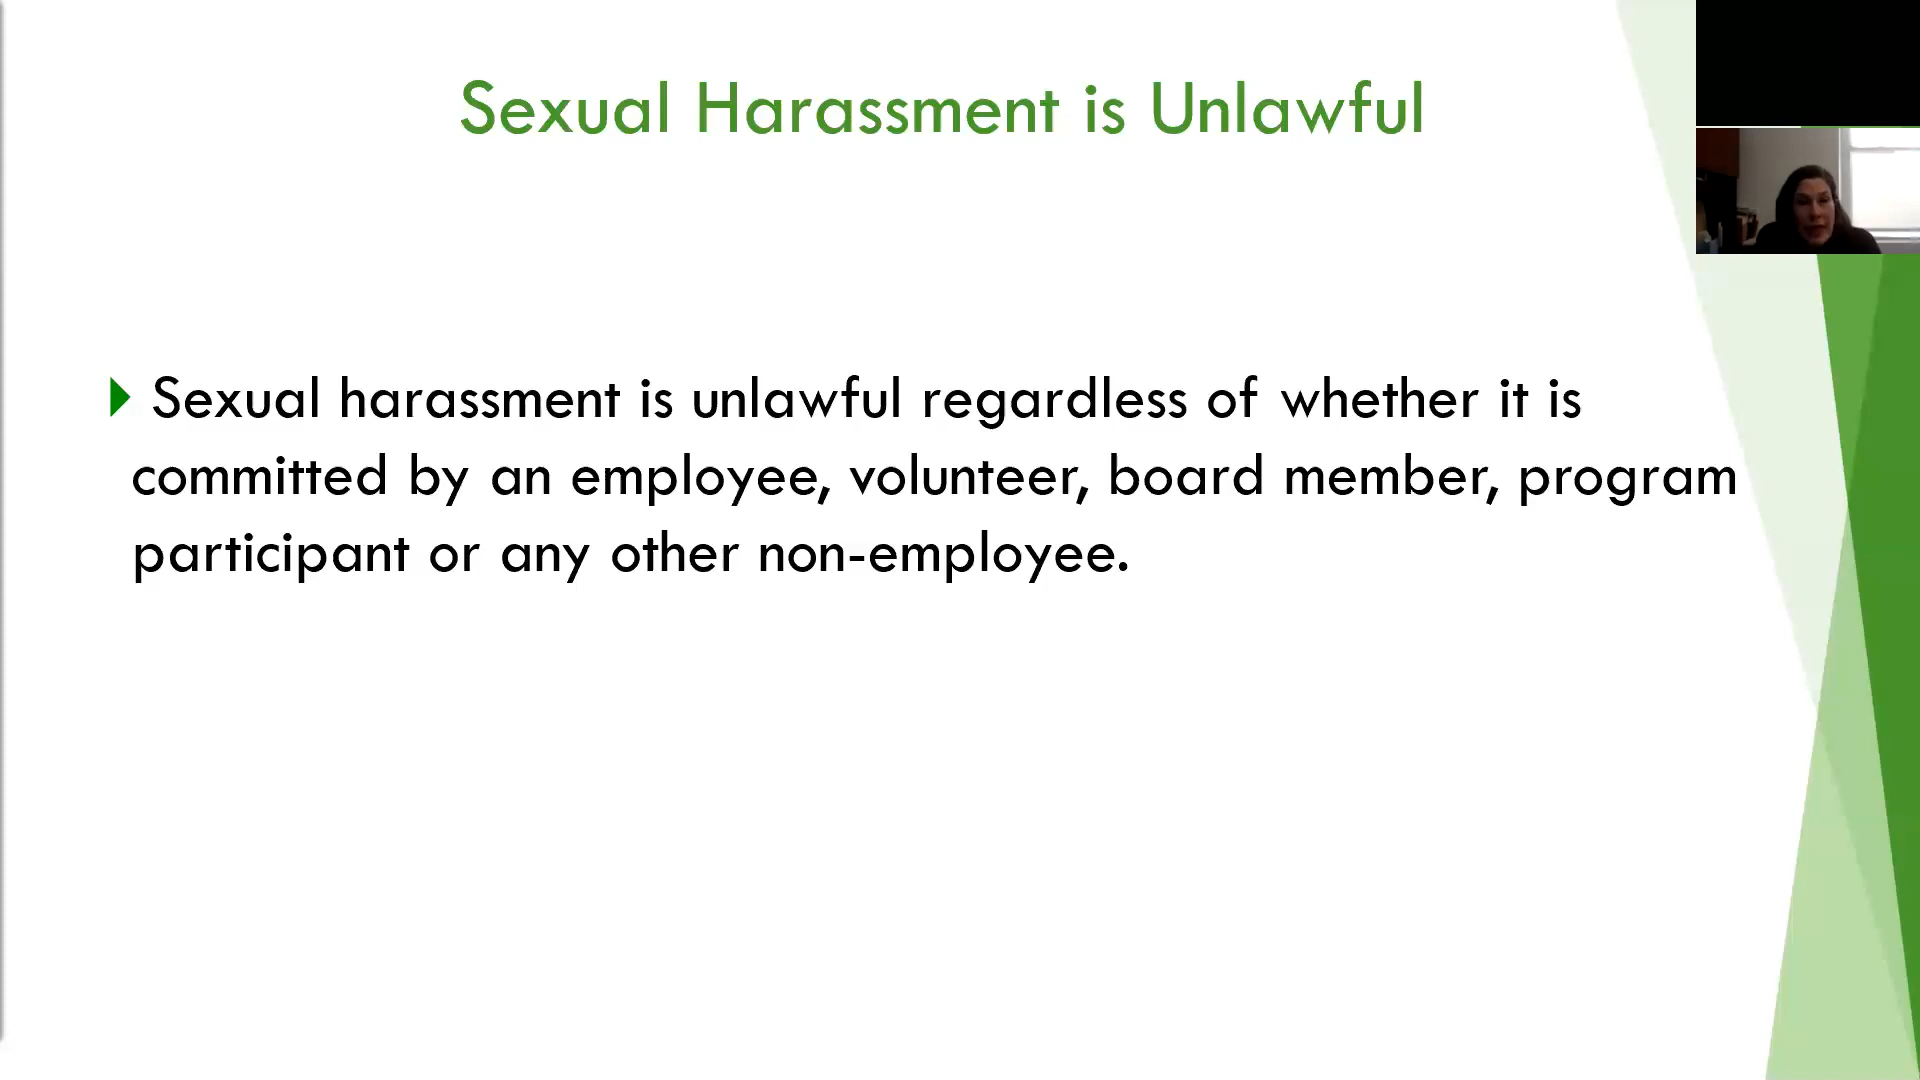 Sexual Harassment is Unlawful
Sexual harassment is unlawful regardless of whether it is
committed by an employee, volunteer, board member, program
participant or any other non-employee.